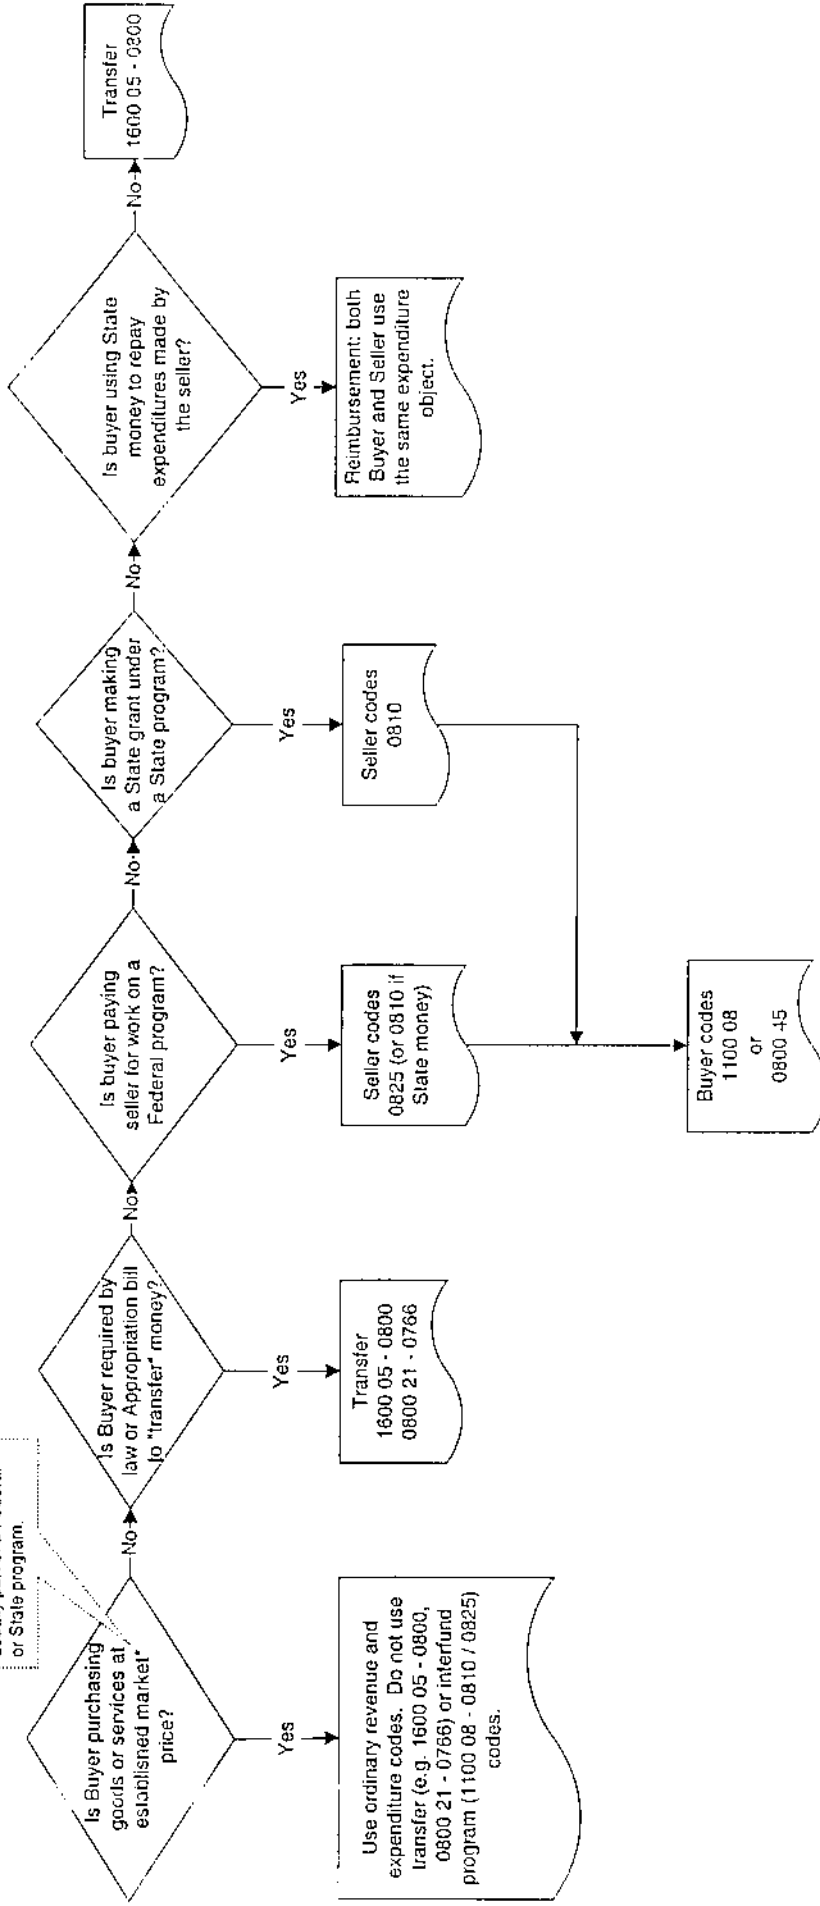 or State program.
Is Buyer purchasing
goods or services at
established market*
price?
No
Yes
Use ordinary revenue and
expenditure codes. Do not use
transfer (e.g. 1600 05 - 0800,
0800 21 - 0766) or interfund
program (1100 08 - 0810 / 0825)
codes.
Is Buyer required by
law or Appropriation bill
to "transfer" money?
No
Yes
Transfer
1600 05 - 0800
0800 21 - 0766
Is buyer paying
seller for work on a
Federal program?
No
Yes
Seller codes
0825 (or 0810 if
State money)
Is buyer making
a State grant under
a State program?
No
Yes
Seller codes
0810
Buyer codes
1100 08
or
0800 45
Is buyer using State
money to repay
expenditures made by
the seller?
No
Yes
Reimbursement: both
Buyer and Seller use
the same expenditure
object.
Transfer
1600 05 - 0800